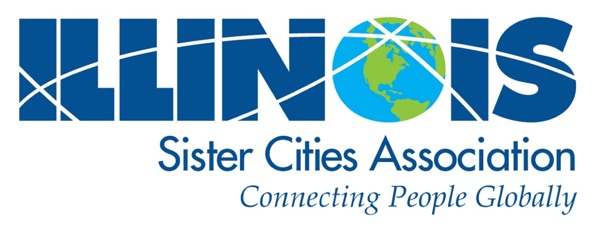 ILLINOIS
Sister Cities Association
Connecting People Globally